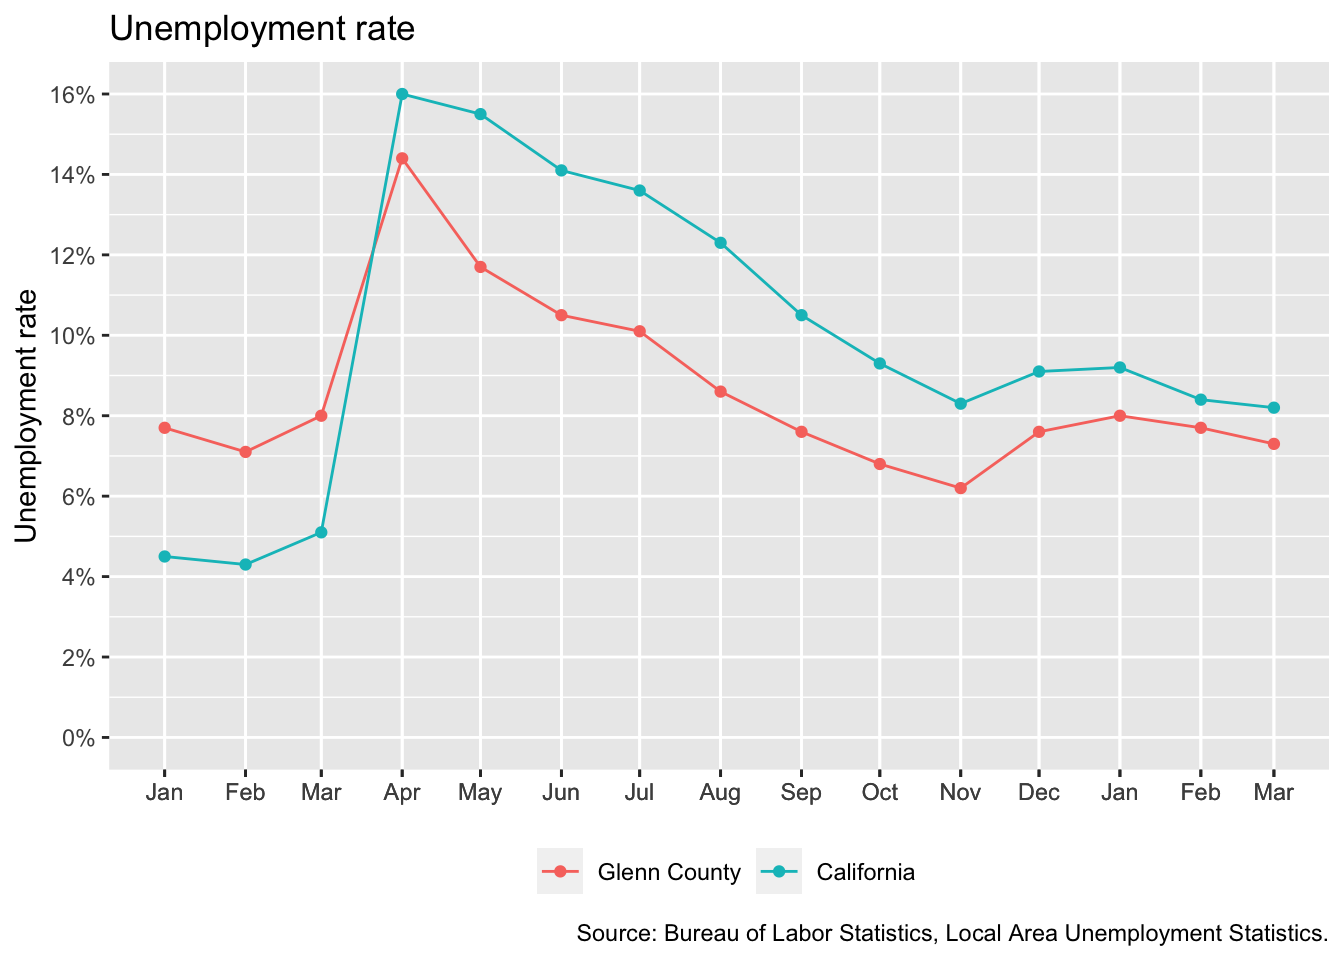 Unemployment rate
Unemployment rate
16%
14%
12%
10%
8%
6%
4%
2%
0%
Jan Feb Mar Apr May Jun Jul Aug Sep Oct Nov Dec Jan Feb Mar
Glenn County California
Source: Bureau of Labor Statistics, Local Area Unemployment Statistics.